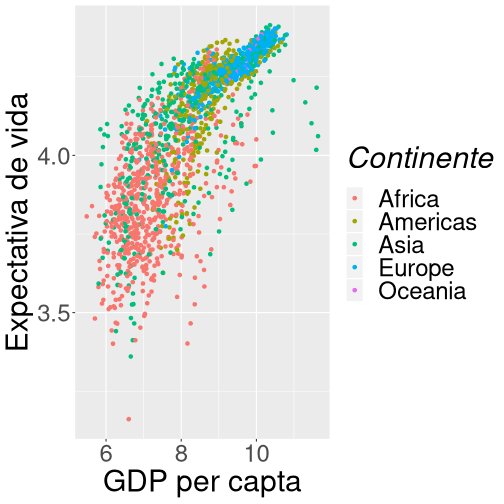 Expectativa de vida
4.0
3.5
6 8 10
GDP per capta
Continente
Africa
Americas
Asia
Europe
Oceania